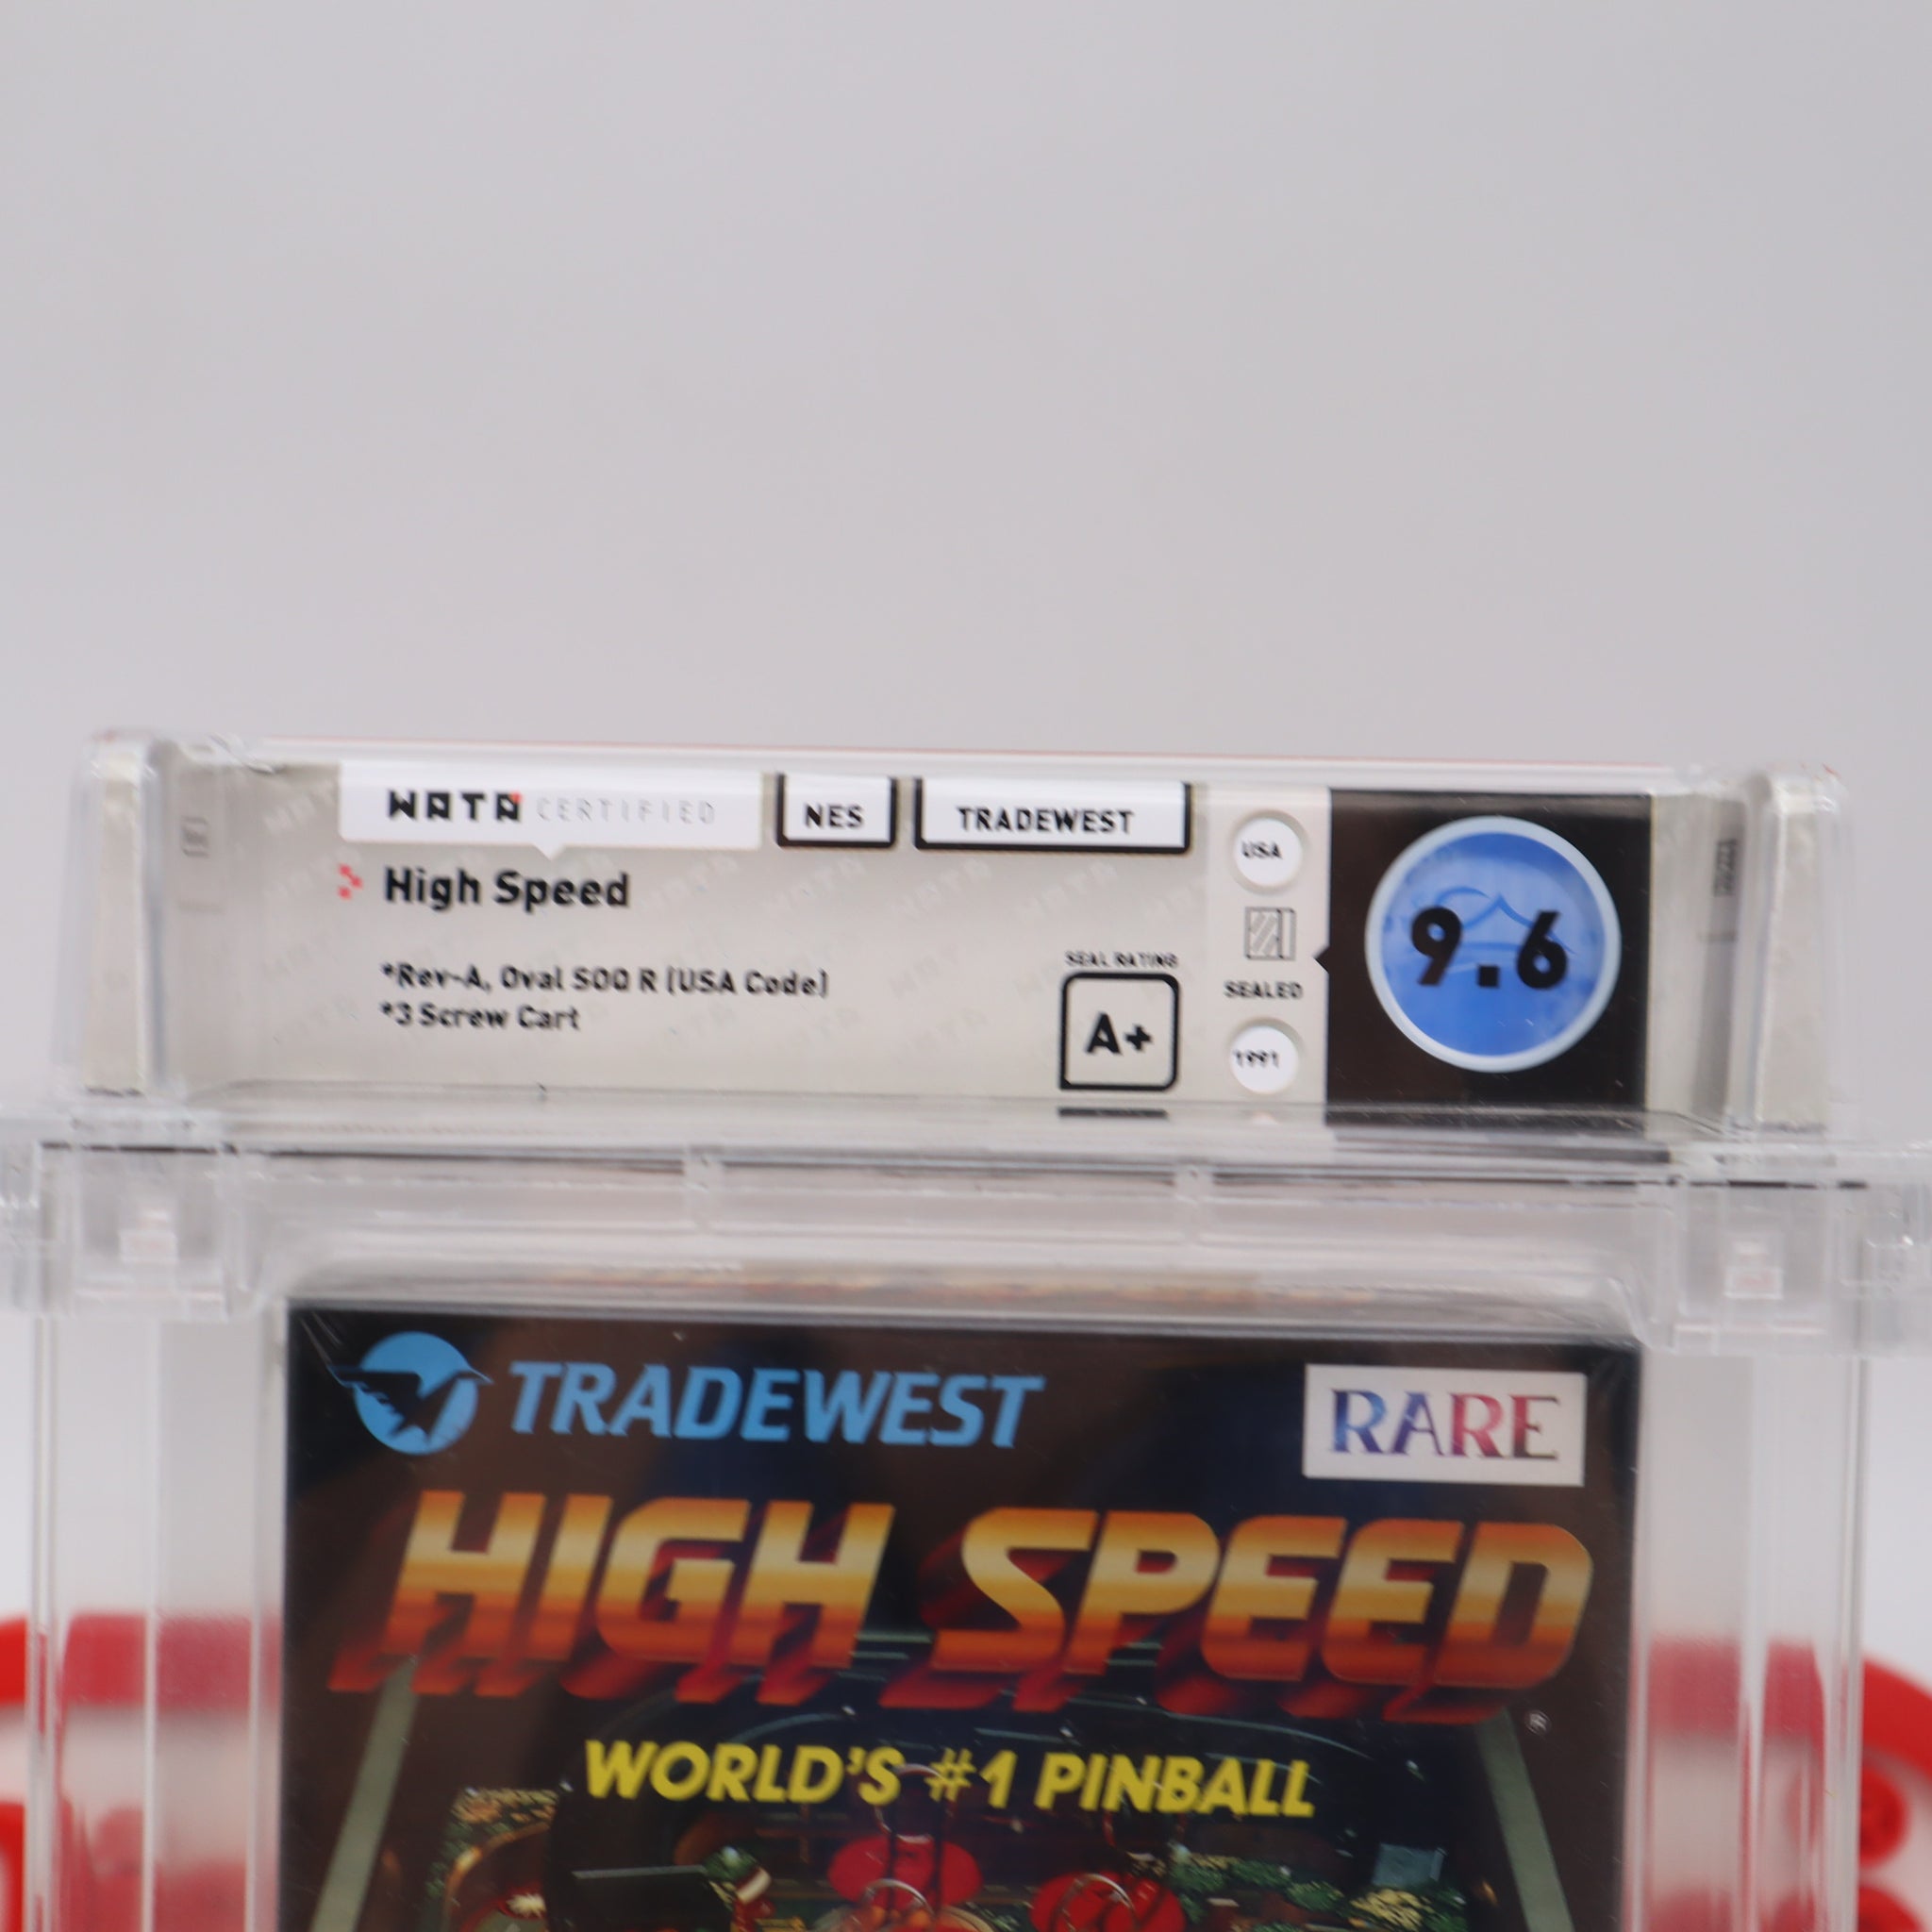 WATA CERTIFIED
NES
TRADEWEST
USA
High Speed
*Rev-A, Oval SOQ R (USA Code)
*3 Screw Cart
SEAL RATING
A+
SEALED
1991
9.6
TRADEWEST
RARE
HIGH SPEED
®
WORLD'S #1 PINBALL